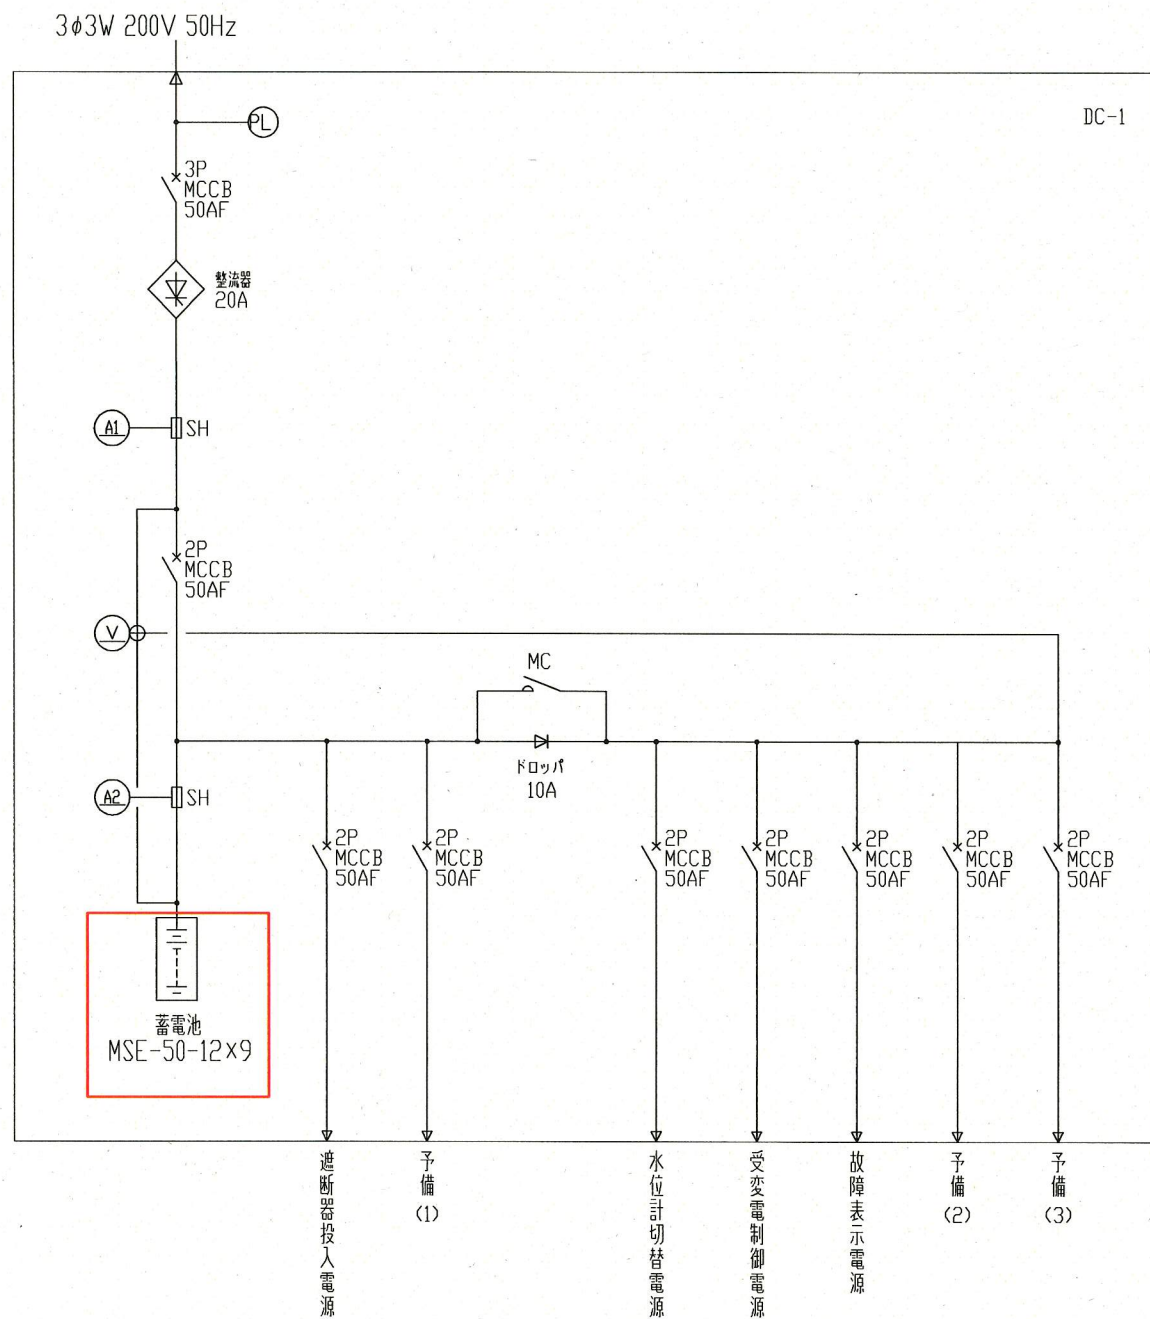 3φ3W 200V 50Hz
DC-1
PL
3P
MCCB
50AF
整流器
20A
A1
SH
2P
MCCB
50AF
V
MC
ドロッパ
10A
A2
SH
2P
MCCB
50AF
2P
MCCB
50AF
2P
MCCB
50AF
2P
MCCB
50AF
2P
MCCB
50AF
2P
MCCB
50AF
2P
MCCB
50AF
蓄電池
MSE-50-12×9
遮断器投入電源
予備(1)
水位計切替電源
受変電制御電源
故障表示電源
予備(2)
予備(3)